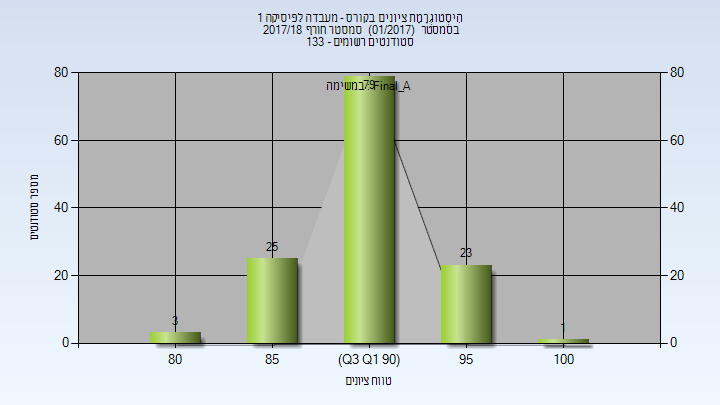 הִיסְטוֹגְרָמַת ציונים בקורס - מעבדה לפיסיקה 1
בסמסטר (01/2017) סמסטר חורף 2017/18
סטודנטים רשומים - 133
במשימה: Final_A
80 80
60 60
40 40
20 20
0 0
מספר סטודנטים
3
25
79
23
1
80 85 (Q3 Q1 90) 95 100
טווח ציונים